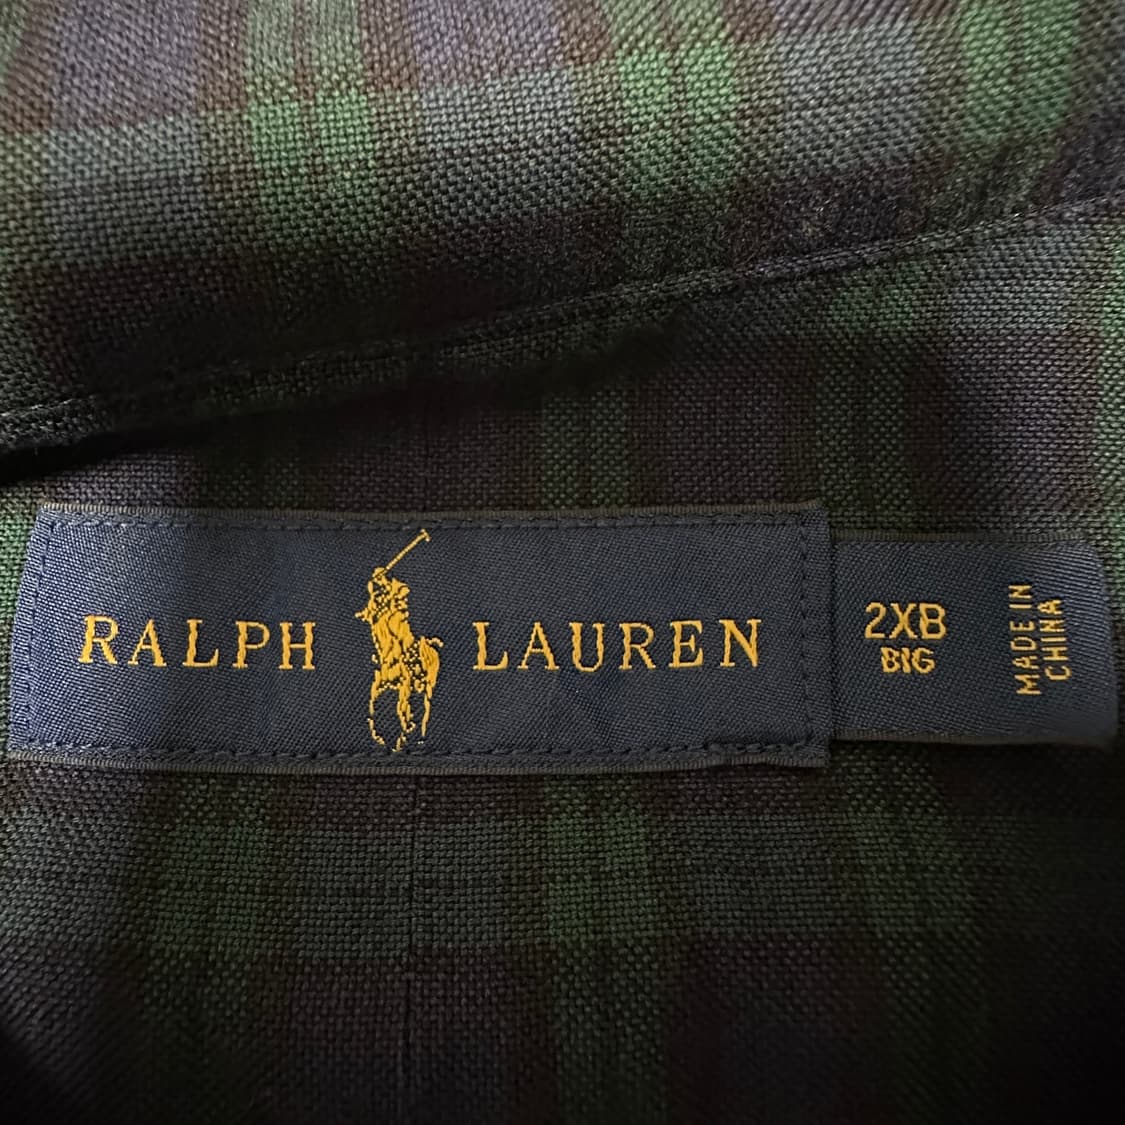 RALPH LAUREN
2XB
BIG
MADE IN
CHINA